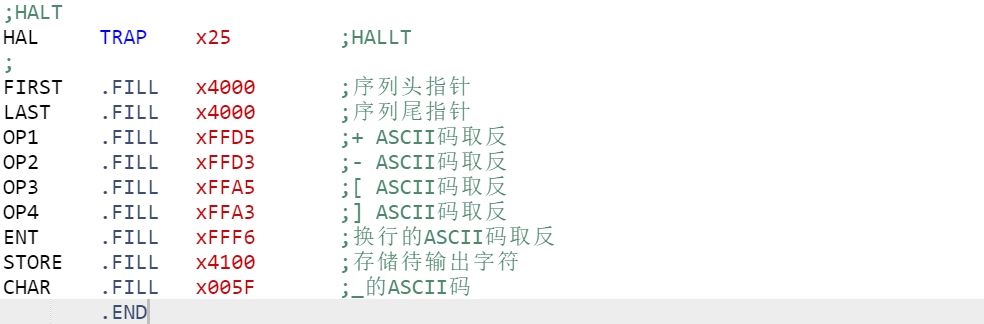 ;HALT
HAL TRAP x25 ;HALLT
;
FIRST .FILL x4000 ;序列头指针
LAST .FILL x4000 ;序列尾指针
OP1 .FILL xFFD5 ;+ ASCII码取反
OP2 .FILL xFFD3 ;- ASCII码取反
OP3 .FILL xFFA5 ;[ ASCII码取反
OP4 .FILL xFFA3 ;] ASCII码取反
ENT .FILL xFFF6 ;换行的ASCII码取反
STORE .FILL x4100 ;存储待输出字符
CHAR .FILL x005F ;_的ASCII码
.END